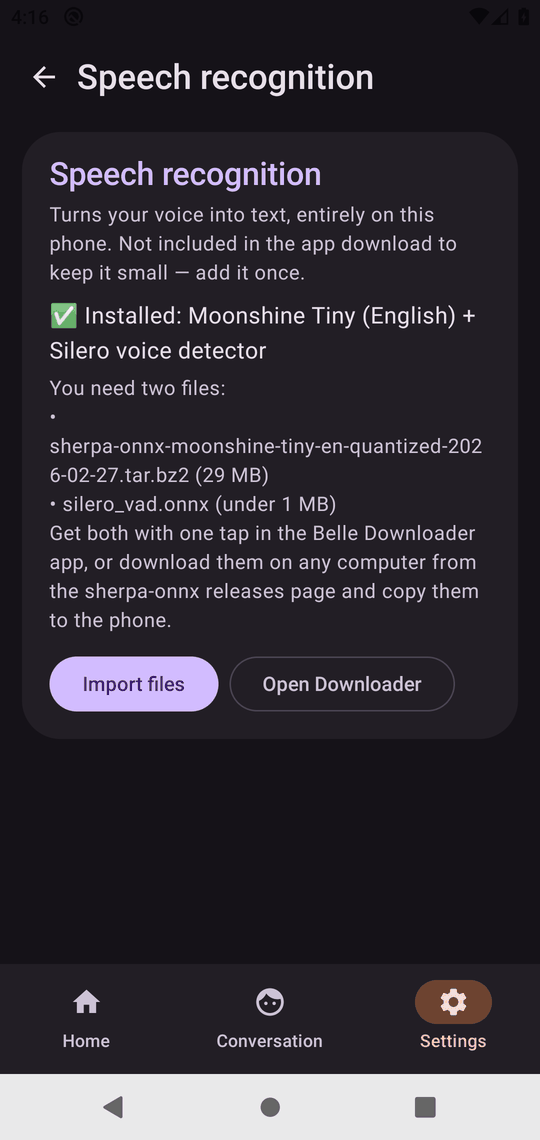 4:16
Speech recognition
Speech recognition
Turns your voice into text, entirely on this
phone. Not included in the app download to
keep it small — add it once.
✅ Installed: Moonshine Tiny (English) +
Silero voice detector
You need two files:
•
sherpa-onnx-moonshine-tiny-en-quantized-202
6-02-27.tar.bz2 (29 MB)
• silero_vad.onnx (under 1 MB)
Get both with one tap in the Belle Downloader
app, or download them on any computer from
the sherpa-onnx releases page and copy them
to the phone.
Import files
Open Downloader
Home
Conversation
Settings